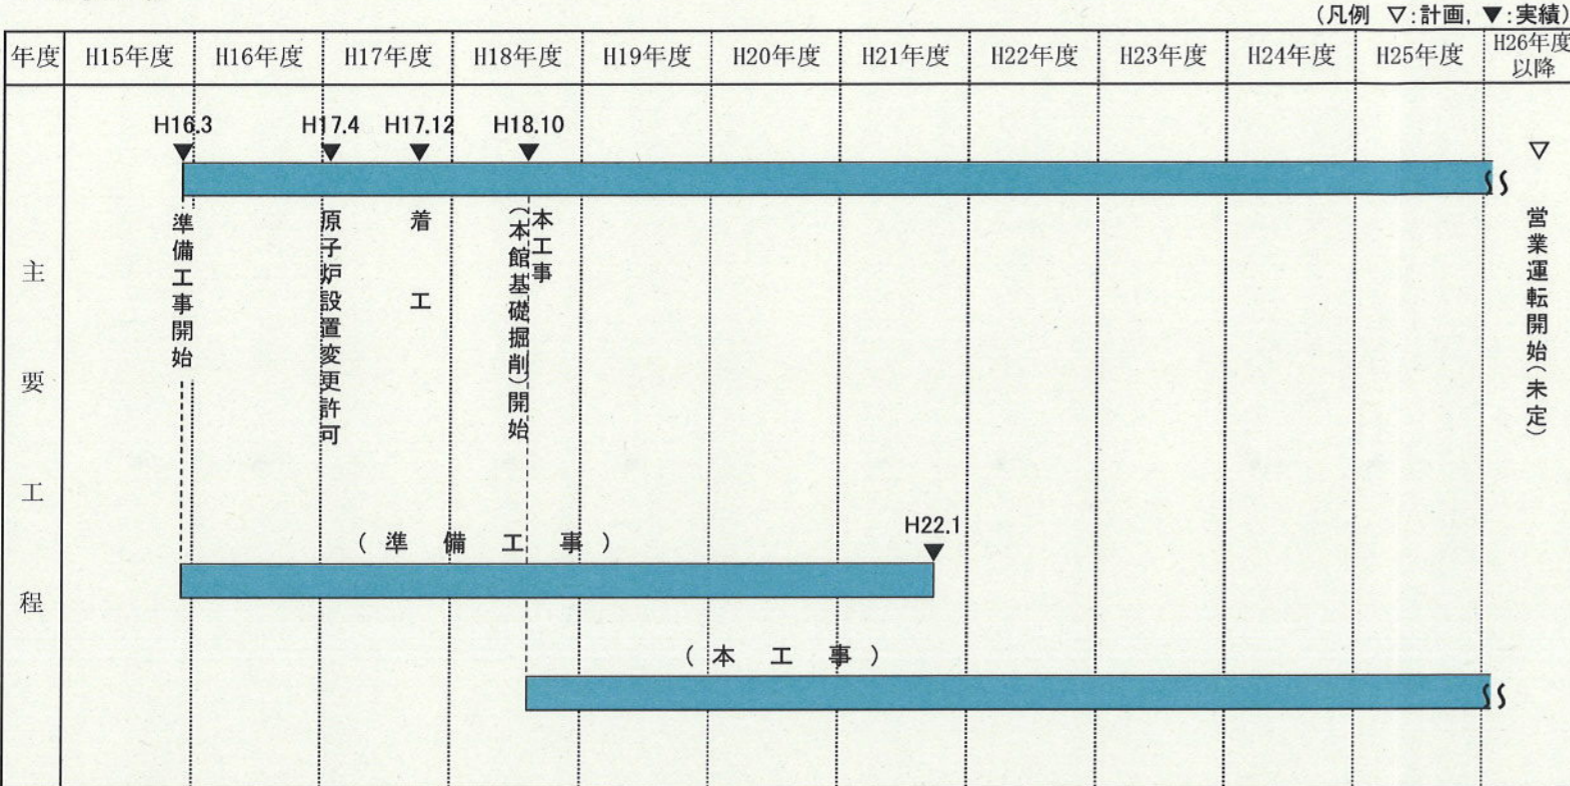 (凡例 ▽:計画, ▼:実績)
年度 H15年度 H16年度 H17年度 H18年度 H19年度 H20年度 H21年度 H22年度 H23年度 H24年度 H25年度 H26年度以降
主要工程
H16.3 H17.4 H17.12 H18.10
準備工事開始
原子炉設置変更許可
着工
本工事
(本館基礎掘削)開始
営業運転開始(未定)
H22.1
(準備工事)
(本工事)